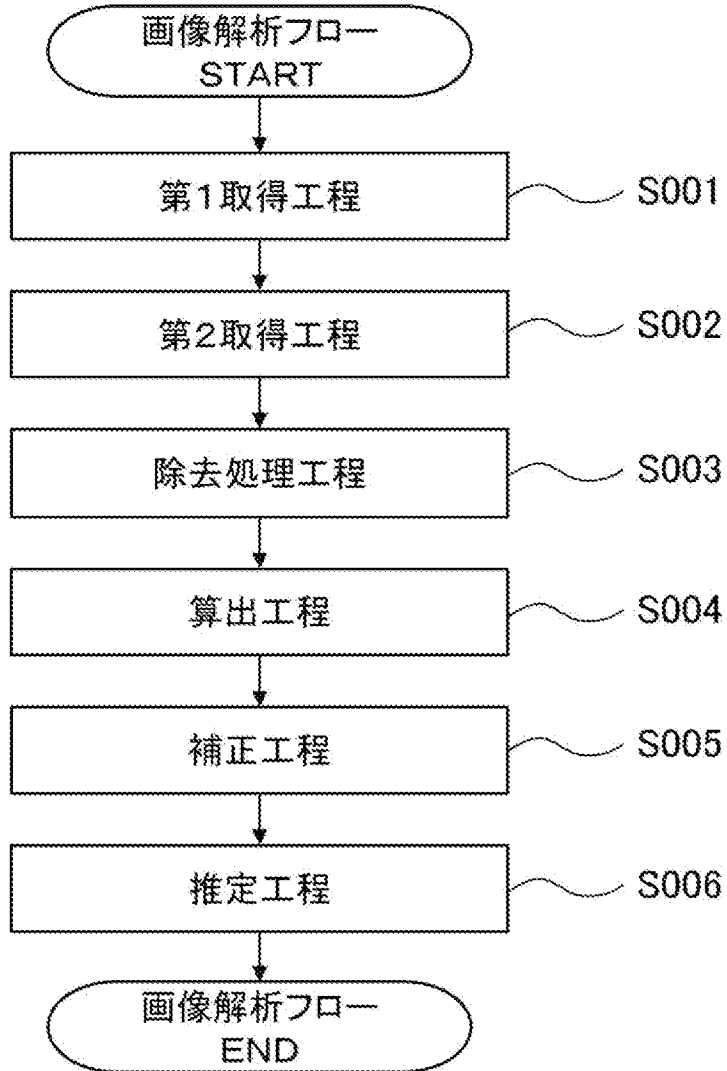 画像解析フロー
START
第1取得工程
S001
第2取得工程
S002
除去処理工程
S003
算出工程
S004
補正工程
S005
推定工程
S006
画像解析フロー
END